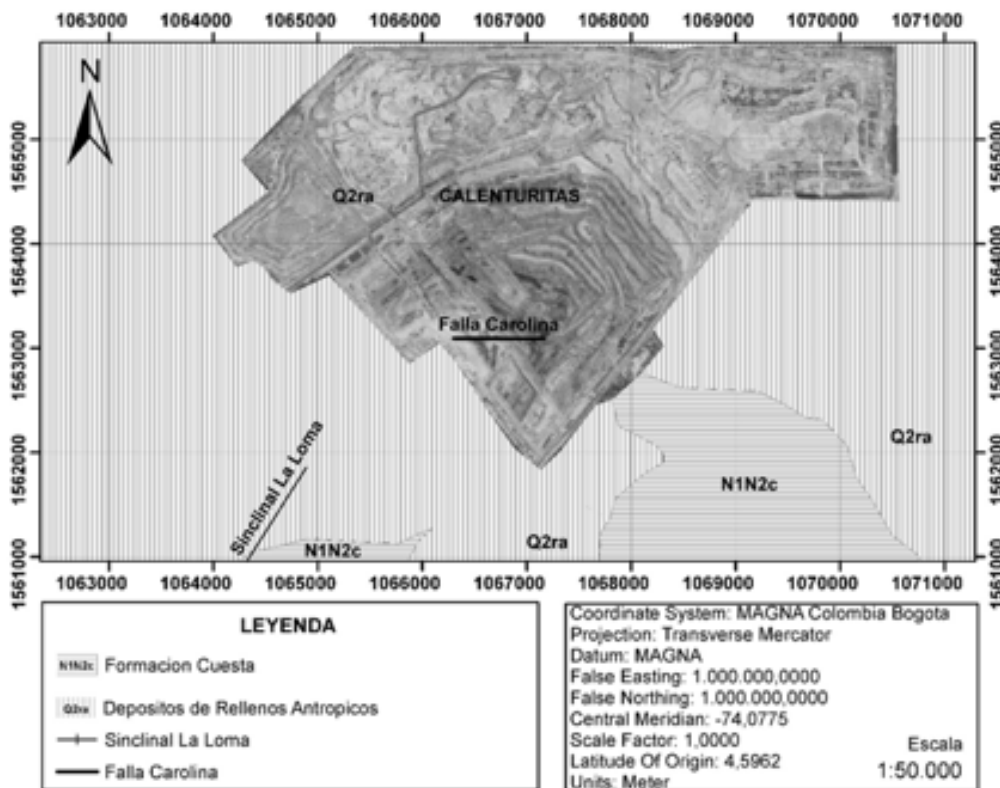 1063000 1064000 1065000 1066000 1067000 1068000 1069000 1070000 1071000
N
1565000
1564000
1563000
1562000
1561000
1565000
1564000
1563000
1562000
1561000
Q2ra
CALENTURITAS
Falla Carolina
Sinclinal La Loma
N1N2c
Q2ra
N1N2c
Q2ra
1063000 1064000 1065000 1066000 1067000 1068000 1069000 1070000 1071000
LEYENDA
N1N2c Formacion Cuesta
Q2ra Depositos de Rellenos Antropicos
Sinclinal La Loma
Falla Carolina
Coordinate System: MAGNA Colombia Bogota
Projection: Transverse Mercator
Datum: MAGNA
False Easting: 1.000.000,0000
False Northing: 1.000.000,0000
Central Meridian: -74,0775
Scale Factor: 1,0000
Latitude Of Origin: 4,5962
Units: Meter
Escala
1:50.000